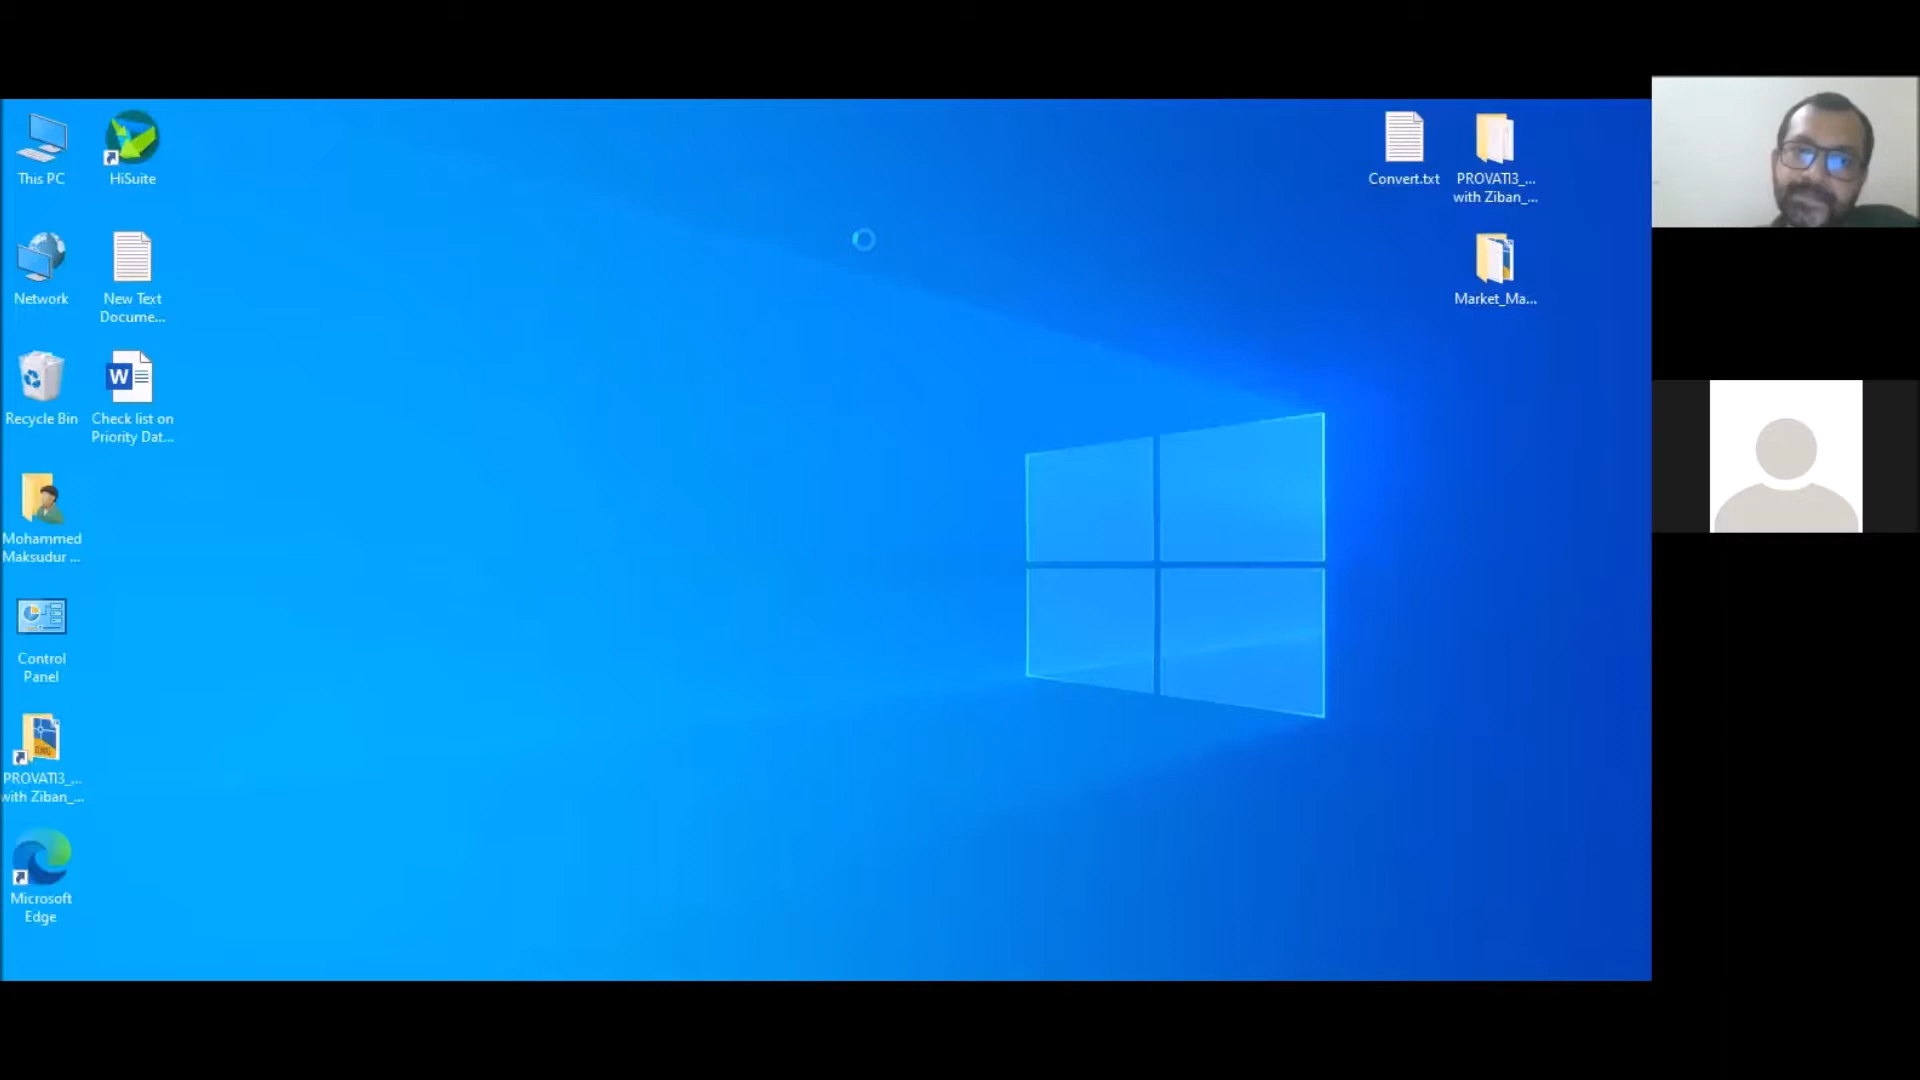 This PC
HiSuite
Convert.txt
PROVATI3_...
with Ziban_...
Network
New Text
Docume...
Market_Ma...
Recycle Bin
Check list on
Priority Dat...
Mohammed
Maksudur ...
Control
Panel
DWG
PROVATI3_...
with Ziban_...
Microsoft
Edge
W